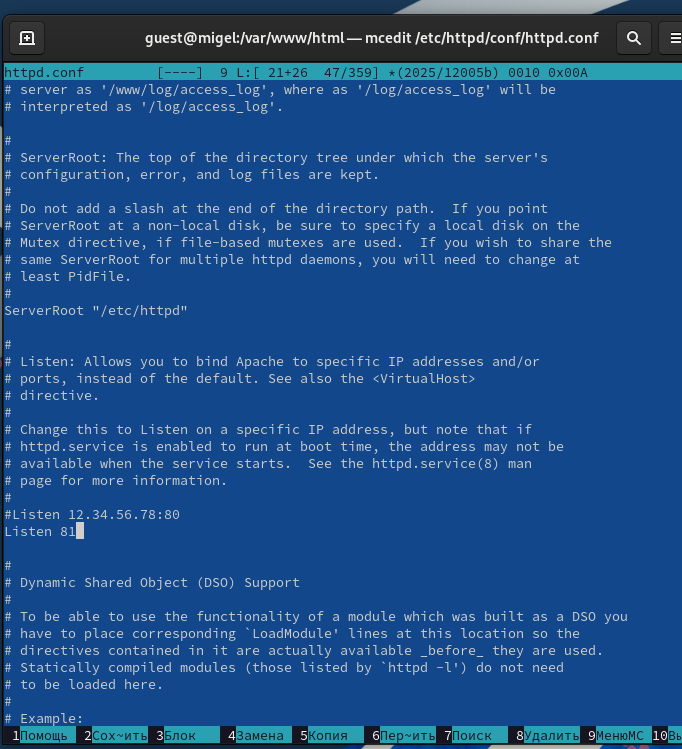 guest@migel:/var/www/html — mcedit /etc/httpd/conf/httpd.conf
httpd.conf         [----]  9 L:[ 21+26  47/359] *(2025/12005b) 0010 0x00A
# server as '/www/log/access_log', where as '/log/access_log' will be
# interpreted as '/log/access_log'.
#
# ServerRoot: The top of the directory tree under which the server's
# configuration, error, and log files are kept.
#
# Do not add a slash at the end of the directory path.  If you point
# ServerRoot at a non-local disk, be sure to specify a local disk on the
# Mutex directive, if file-based mutexes are used.  If you wish to share the
# same ServerRoot for multiple httpd daemons, you will need to change at
# least PidFile.
#
ServerRoot "/etc/httpd"
#
# Listen: Allows you to bind Apache to specific IP addresses and/or
# ports, instead of the default. See also the <VirtualHost>
# directive.
#
# Change this to Listen on a specific IP address, but note that if
# httpd.service is enabled to run at boot time, the address may not be
# available when the service starts.  See the httpd.service(8) man
# page for more information.
#
#Listen 12.34.56.78:80
Listen 81
#
# Dynamic Shared Object (DSO) Support
#
# To be able to use the functionality of a module which was built as a DSO you
# have to place corresponding `LoadModule' lines at this location so the
# directives contained in it are actually available _before_ they are used.
# Statically compiled modules (those listed by `httpd -l') do not need
# to be loaded here.
#
# Example:
1Помощь 2Сох~ить 3Блок 4Замена 5Копия 6Пер~ить 7Поиск 8Удалить 9МенюМС 10Вы